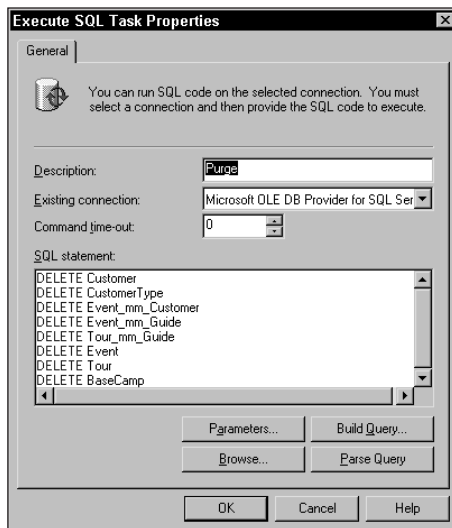 Execute SQL Task Properties
General
You can run SQL code on the selected connection. You must
select a connection and then provide the SQL code to execute.
Description:
Purge
Existing connection:
Microsoft OLE DB Provider for SQL Ser
Command time-out:
0
SQL statement:
DELETE Customer
DELETE CustomerType
DELETE Event_mm_Customer
DELETE Event_mm_Guide
DELETE Tour_mm_Guide
DELETE Event
DELETE Tour
DELETE BaseCamp
Parameters...
Build Query...
Browse...
Parse Query
OK
Cancel
Help